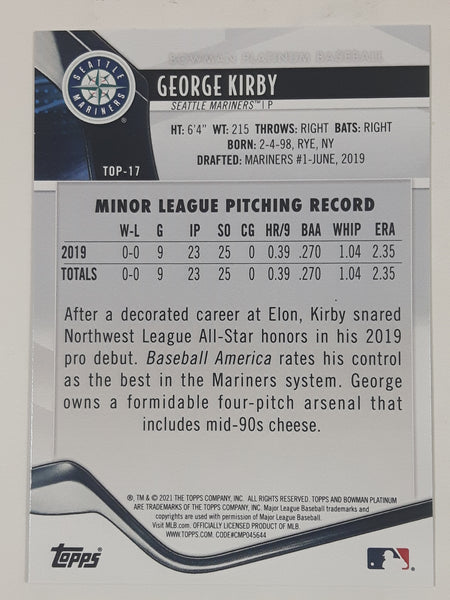 BOWMAN PLATINUM BASEBALL
SEATTLE
MARINERS
®
GEORGE KIRBY
SEATTLE MARINERS™ | P
HT: 6'4" WT: 215 THROWS: RIGHT BATS: RIGHT
BORN: 2-4-98, RYE, NY
DRAFTED: MARINERS #1-JUNE, 2019
TOP-17
MINOR LEAGUE PITCHING RECORD
W-L G IP SO CG HR/9 BAA WHIP ERA
2019 0-0 9 23 25 0 0.39 .270 1.04 2.35
TOTALS 0-0 9 23 25 0 0.39 .270 1.04 2.35
After a decorated career at Elon, Kirby snared
Northwest League All-Star honors in his 2019
pro debut. Baseball America rates his control
as the best in the Mariners system. George
owns a formidable four-pitch arsenal that
includes mid-90s cheese.
®, TM & © 2021 THE TOPPS COMPANY, INC. ALL RIGHTS RESERVED. TOPPS AND BOWMAN PLATINUM
ARE TRADEMARKS OF THE TOPPS COMPANY, INC. Major League Baseball trademarks and
copyrights are used with permission of Major League Baseball.
Visit MLB.com. OFFICIALLY LICENSED PRODUCT OF MLB.
WWW.TOPPS.COM. CODE#CMP045644
topps